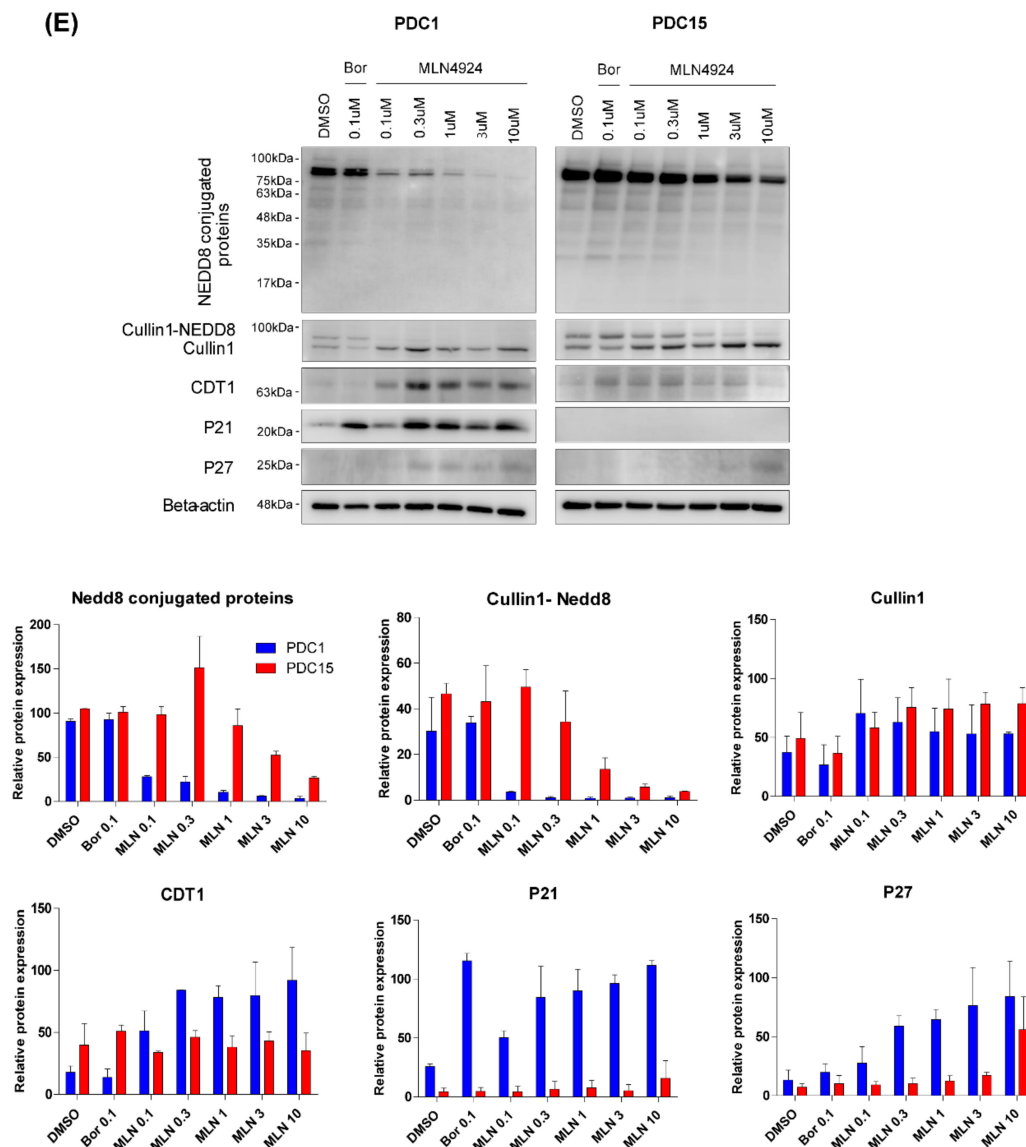 (E)
PDC1
PDC15
Bor
MLN4924
Bor
MLN4924
DMSO
0.1uM
0.1uM
0.3uM
1uM
3uM
10uM
DMSO
0.1uM
0.1uM
0.3uM
1uM
3uM
10uM
NEDD8 conjugated
proteins
100kDa
75kDa
63kDa
48kDa
35kDa
17kDa
Cullin1-NEDD8
Cullin1
100kDa
CDT1
63kDa
P21
20kDa
P27
25kDa
Beta-actin
48kDa
Nedd8 conjugated proteins
Relative protein expression
200
150
100
50
0
PDC1
PDC15
DMSO
Bor 0.1
MLN 0.1
MLN 0.3
MLN 1
MLN 3
MLN 10
Cullin1- Nedd8
Relative protein expression
80
60
40
20
0
DMSO
Bor 0.1
MLN 0.1
MLN 0.3
MLN 1
MLN 3
MLN 10
Cullin1
Relative protein expression
150
100
50
0
DMSO
Bor 0.1
MLN 0.1
MLN 0.3
MLN 1
MLN 3
MLN 10
CDT1
Relative protein expression
150
100
50
0
DMSO
Bor 0.1
MLN 0.1
MLN 0.3
MLN 1
MLN 3
MLN 10
P21
Relative protein expression
150
100
50
0
DMSO
Bor 0.1
MLN 0.1
MLN 0.3
MLN 1
MLN 3
MLN 10
P27
Relative protein expression
150
100
50
0
DMSO
Bor 0.1
MLN 0.1
MLN 0.3
MLN 1
MLN 3
MLN 10